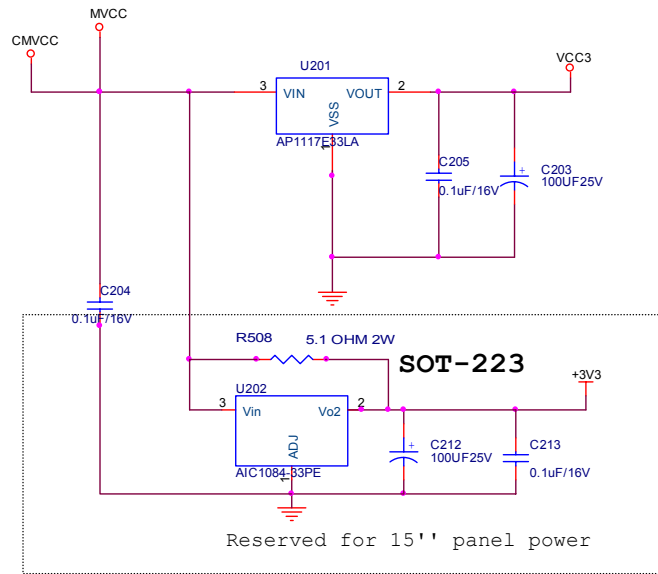 MVCC
CMVCC
U201
VCC3
3
VIN
VOUT
2
VSS
1
AP1117E33LA
C205
0.1uF/16V
C203
100UF25V
+
C204
0.1uF/16V
R508
5.1 OHM 2W
SOT-223
+3V3
U202
3
Vin
Vo2
2
ADJ
1
AIC1084-33PE
+
C212
100UF25V
C213
0.1uF/16V
Reserved for 15'' panel power